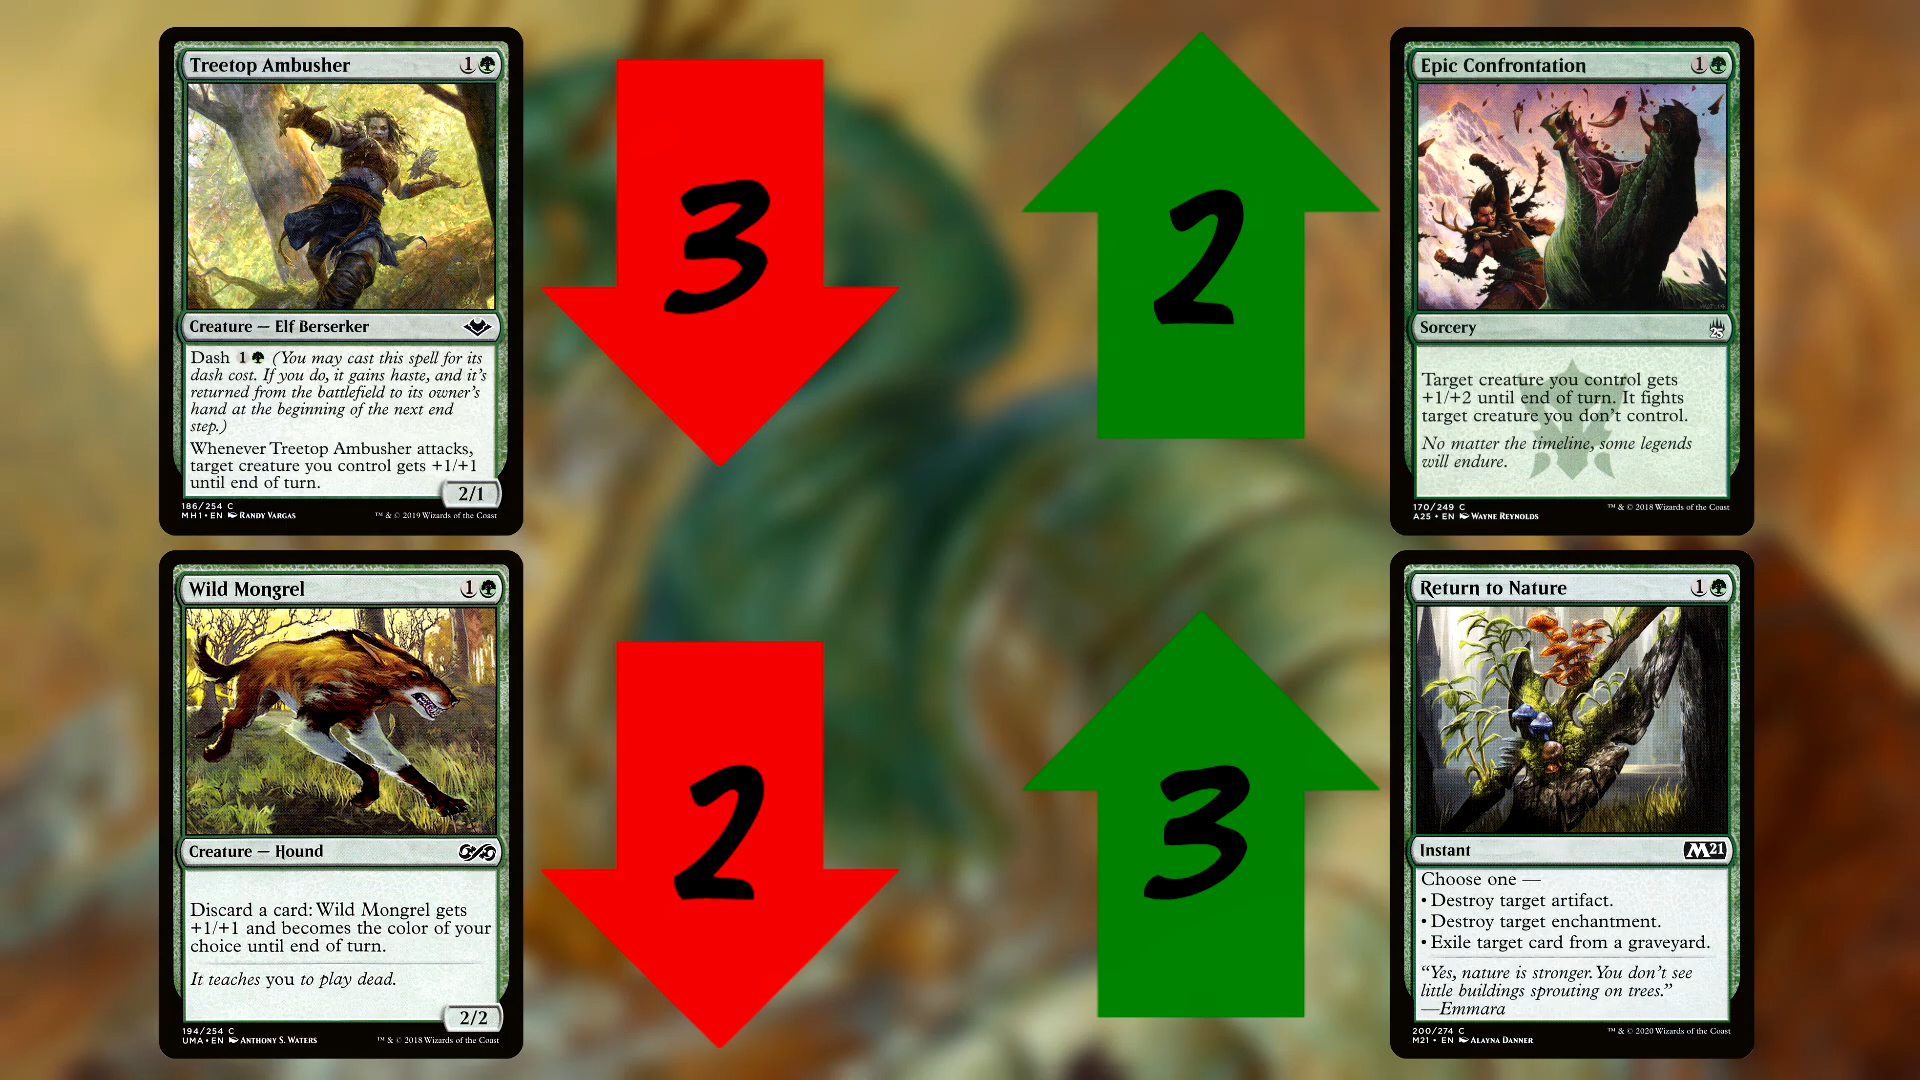 Treetop Ambusher 1
Creature — Elf Berserker
Dash 1 (You may cast this spell for its
dash cost. If you do, it gains haste, and it's
returned from the battlefield to its owner's
hand at the beginning of the next end
step.)
Whenever Treetop Ambusher attacks,
target creature you control gets +1/+1
until end of turn.
2/1
186/254 C
MH1 • EN RANDY VARGAS
™ & © 2019 Wizards of the Coast
3
2
Epic Confrontation 1
Sorcery
25
Target creature you control gets
+1/+2 until end of turn. It fights
target creature you don't control.
No matter the timeline, some legends
will endure.
170/249 C
A25 • EN WAYNE REYNOLDS
™ & © 2018 Wizards of the Coast
Wild Mongrel 1
Creature — Hound
Discard a card: Wild Mongrel gets
+1/+1 and becomes the color of your
choice until end of turn.
It teaches you to play dead.
2/2
194/254 C
UMA • EN ANTHONY S. WATERS
™ & © 2018 Wizards of the Coast
2
3
Return to Nature 1
Instant
M21
Choose one —
• Destroy target artifact.
• Destroy target enchantment.
• Exile target card from a graveyard.
“Yes, nature is stronger. You don't see
little buildings sprouting on trees.”
—Emmara
200/274 C
M21 • EN ALAYNA DANNER
™ & © 2020 Wizards of the Coast